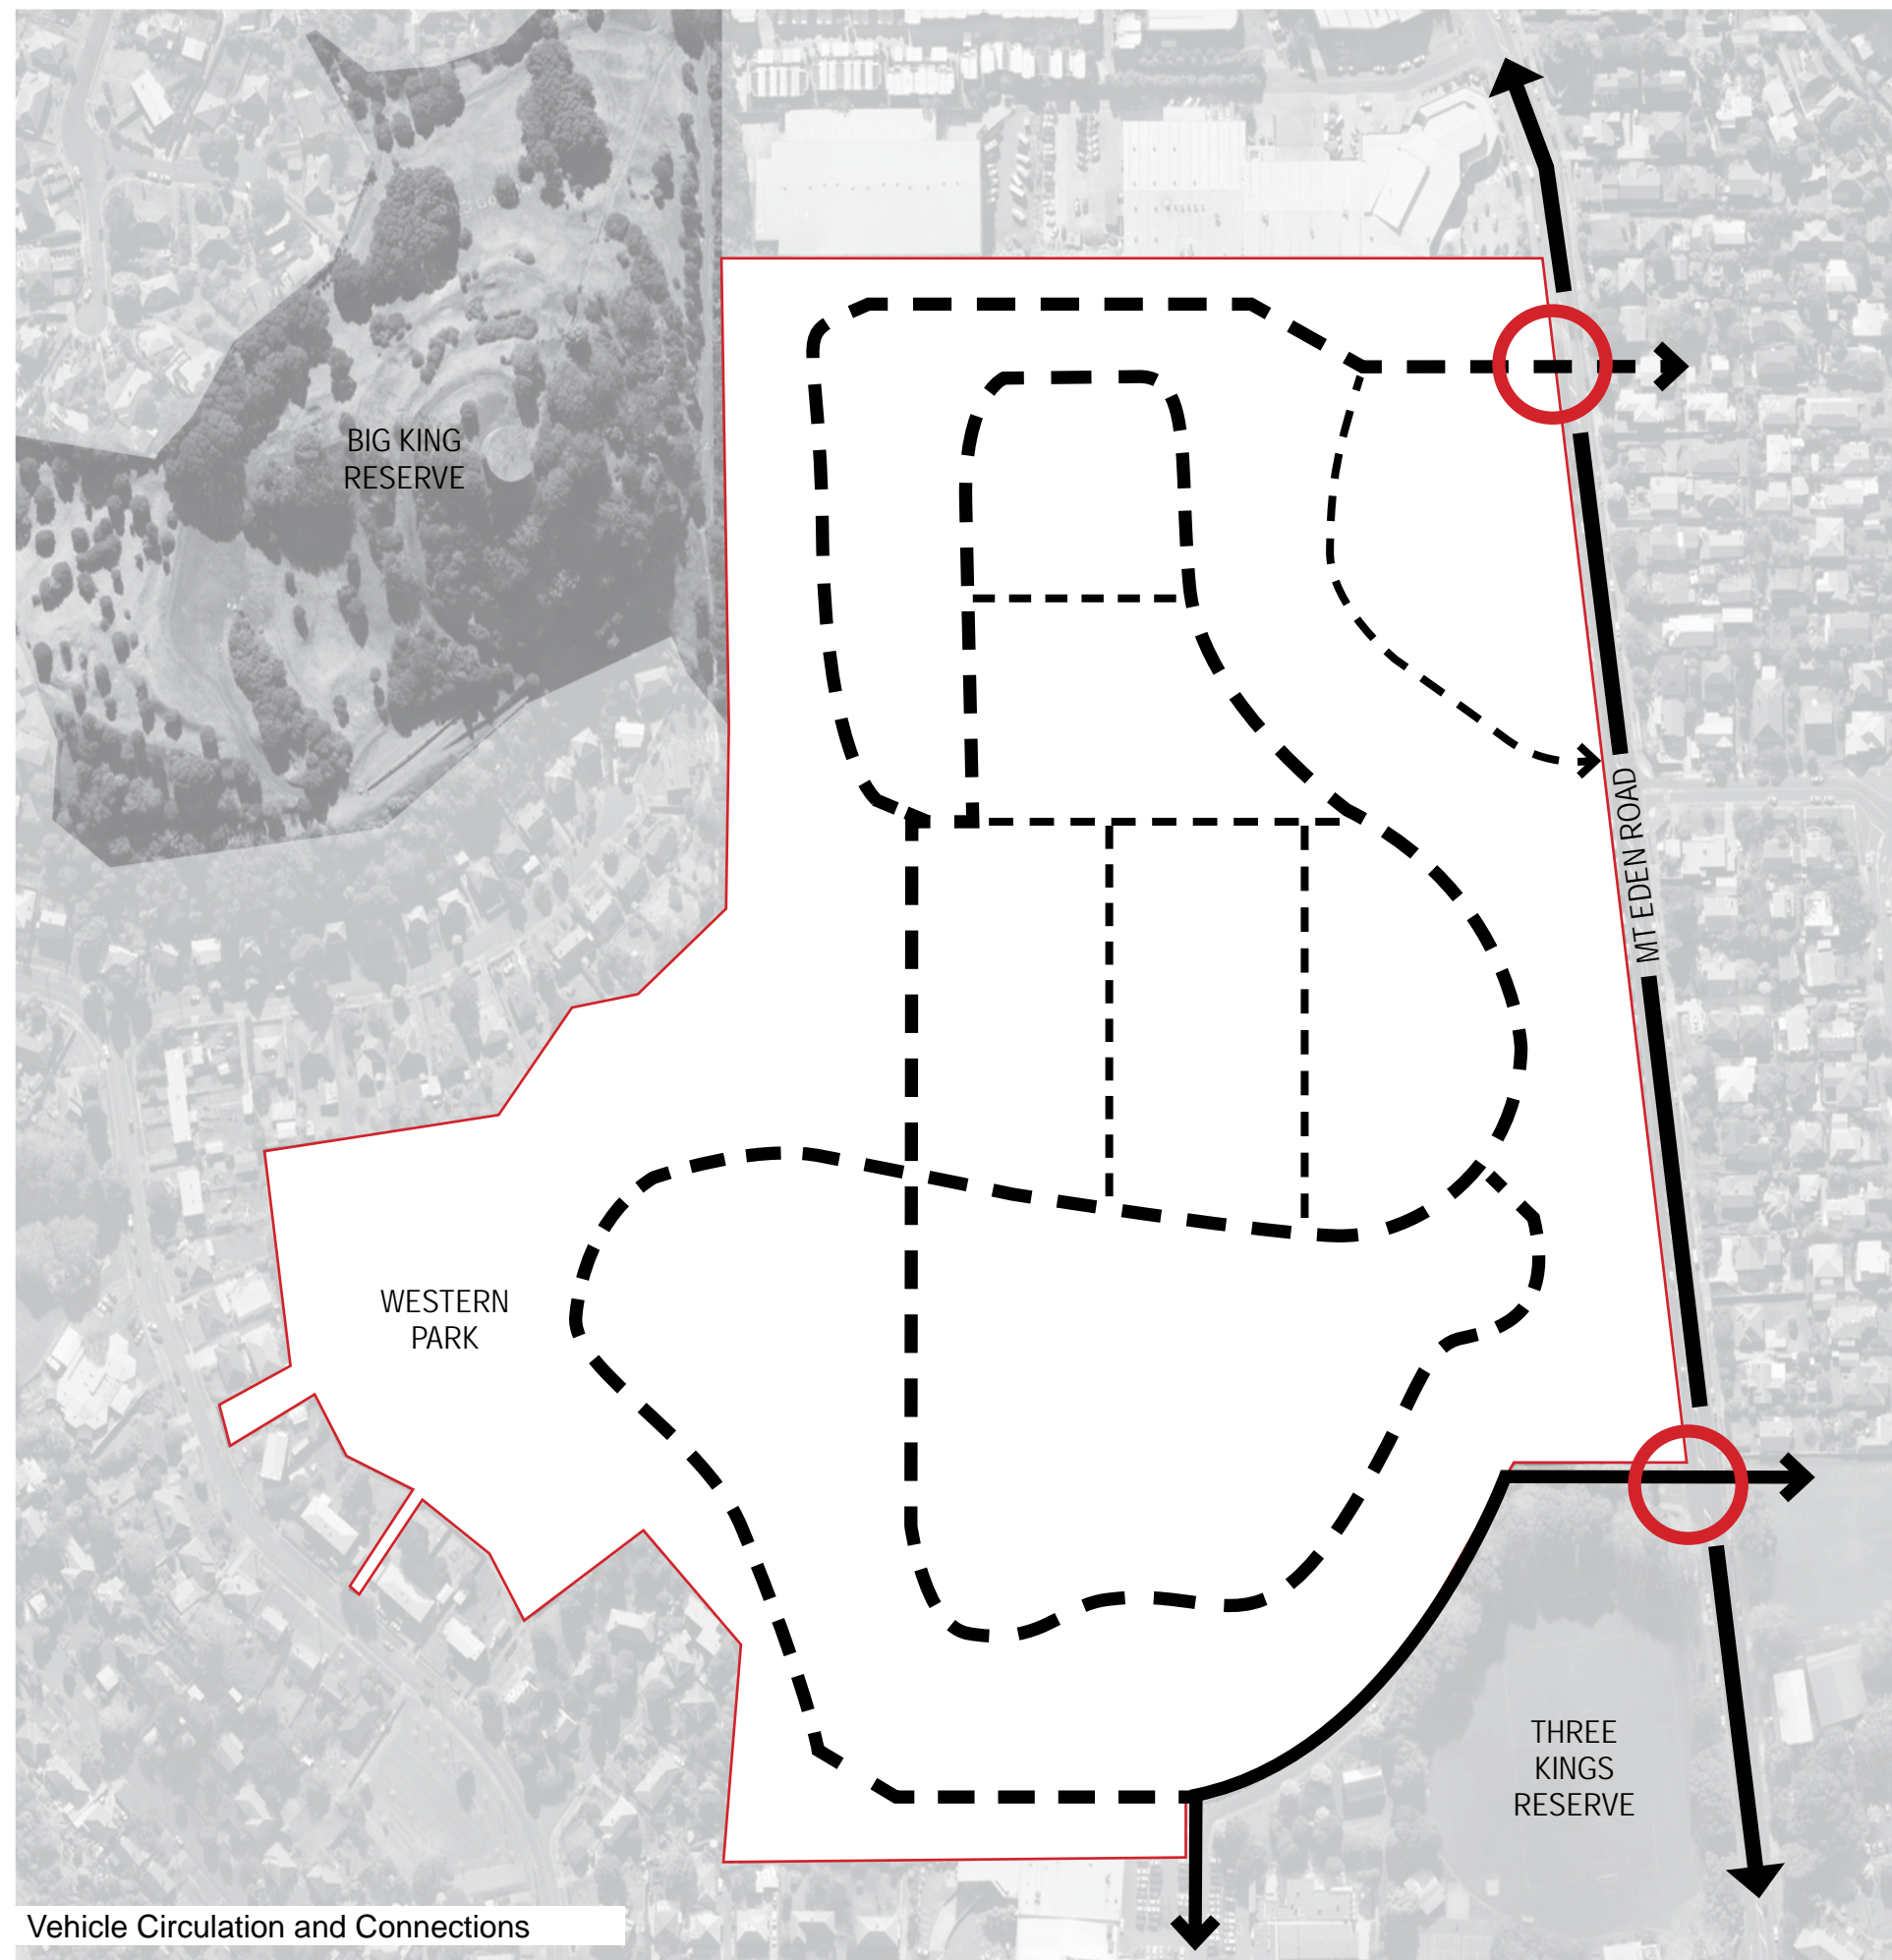 BIG KING
RESERVE
MT EDEN ROAD
WESTERN
PARK
THREE
KINGS
RESERVE
Vehicle Circulation and Connections